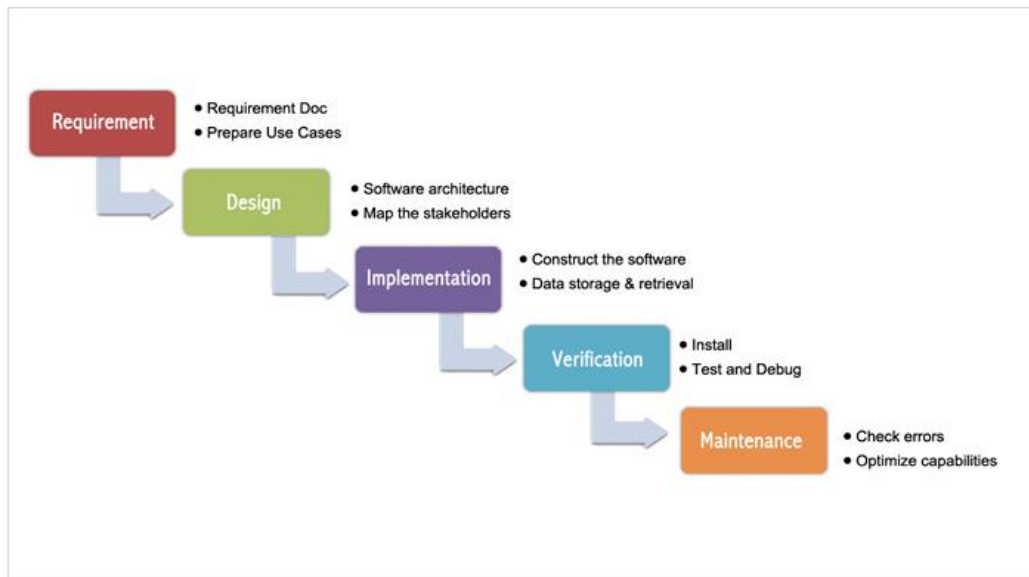 Requirement
• Requirement Doc
• Prepare Use Cases
Design
• Software architecture
• Map the stakeholders
Implementation
• Construct the software
• Data storage & retrieval
Verification
• Install
• Test and Debug
Maintenance
• Check errors
• Optimize capabilities